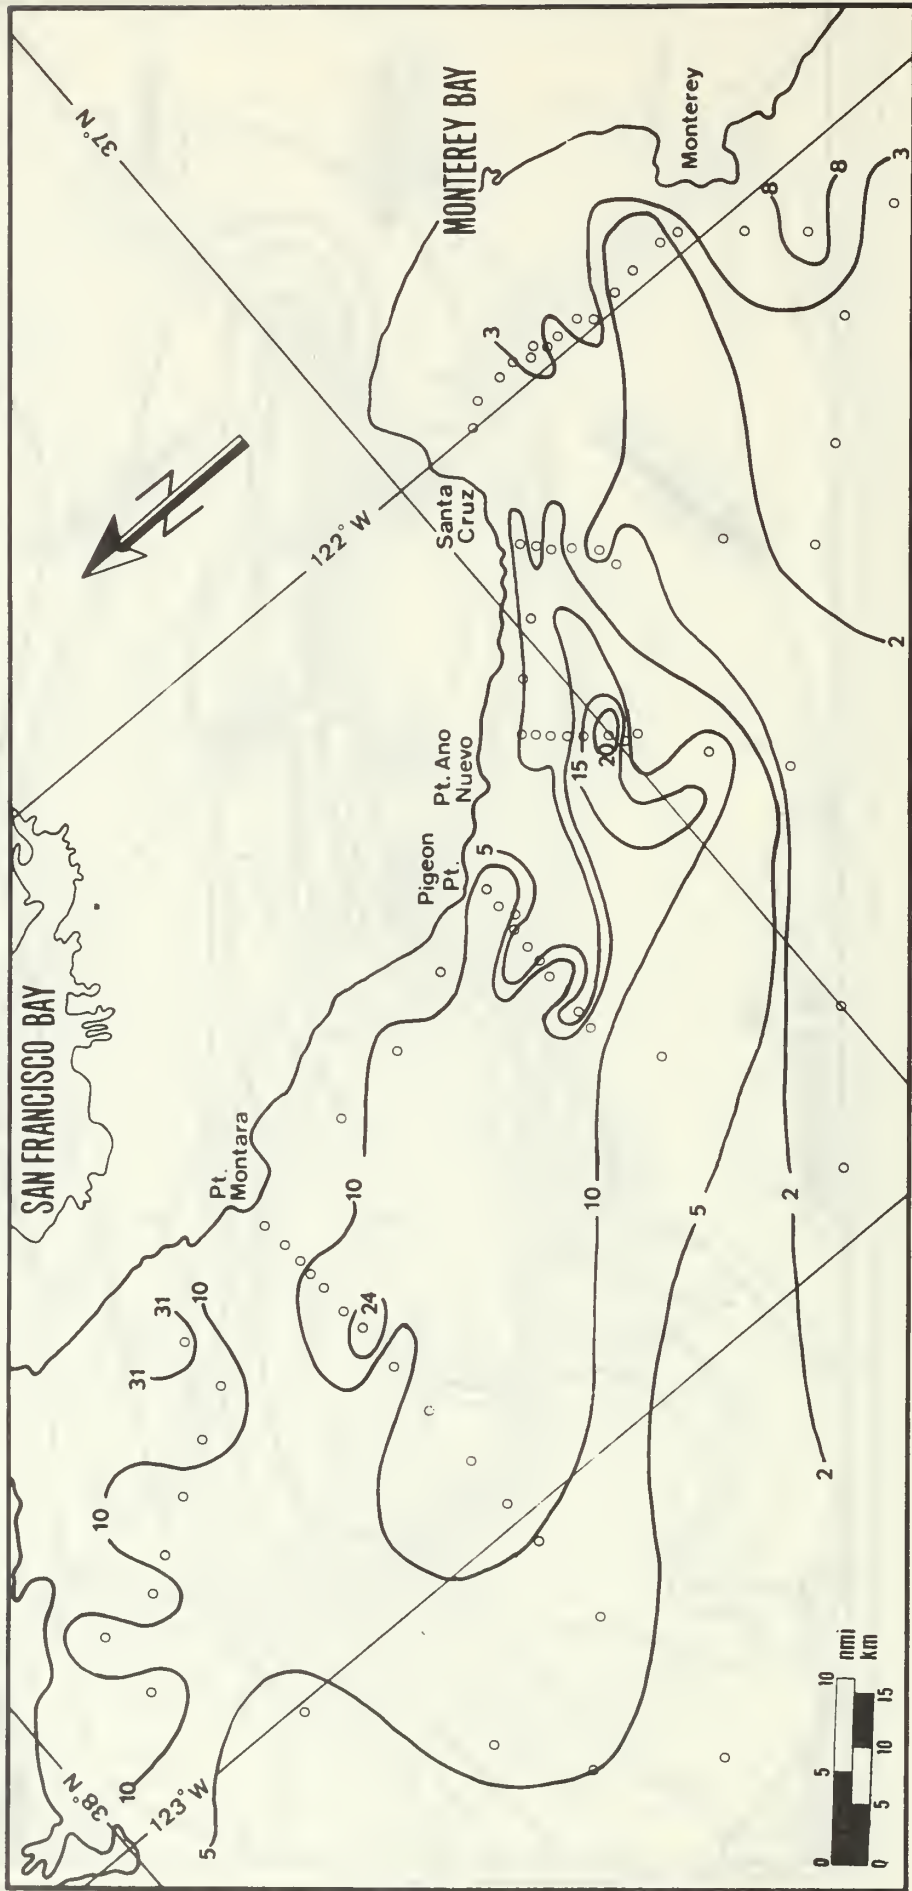 SAN FRANCISCO BAY
MONTEREY BAY
Monterey
Santa
Cruz
Pt. Ano
Nuevo
Pigeon
Pt.
Pt.
Montara
37°N
122°W
38°N
123°W
N
3
8
8
3
2
15
20
5
10
10
5
2
2
24
31
31
10
10
10
5
0 5 10
nmi
km
0 5 10 15